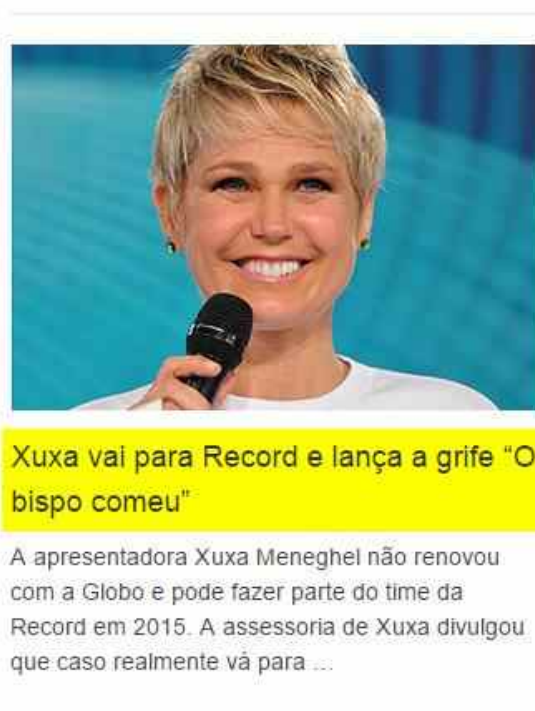 Xuxa vai para Record e lança a grife “O
bispo comeu”
A apresentadora Xuxa Meneghel não renovou
com a Globo e pode fazer parte do time da
Record em 2015. A assessoria de Xuxa divulgou
que caso realmente vá para ...